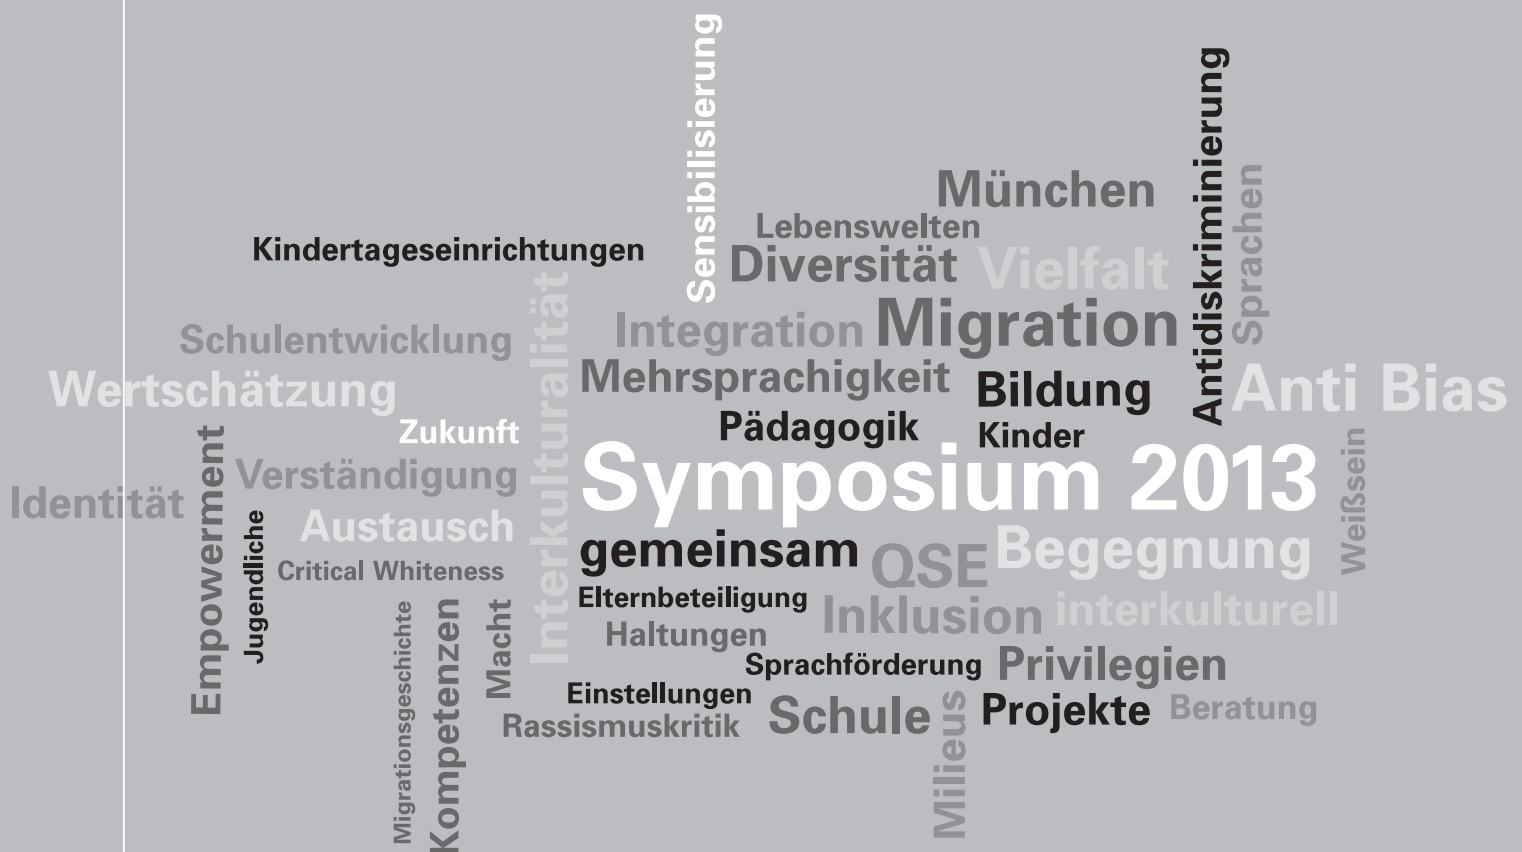 Sensibilisierung
Antidiskriminierung
Sprachen
München
Lebenswelten
Kindertageseinrichtungen
Diversität
Vielfalt
Interkulturalität
Schulentwicklung
Integration
Migration
Wertschätzung
Mehrsprachigkeit
Bildung
Anti Bias
Zukunft
Pädagogik
Kinder
Empowerment
Verständigung
Symposium 2013
Weißsein
Identität
Jugendliche
Austausch
gemeinsam
QSE
Begegnung
Critical Whiteness
Elternbeteiligung
Inklusion
interkulturell
Migrationsgeschichte
Kompetenzen
Macht
Haltungen
Sprachförderung
Privilegien
Einstellungen
Rassismuskritik
Schule
Milieus
Projekte
Beratung